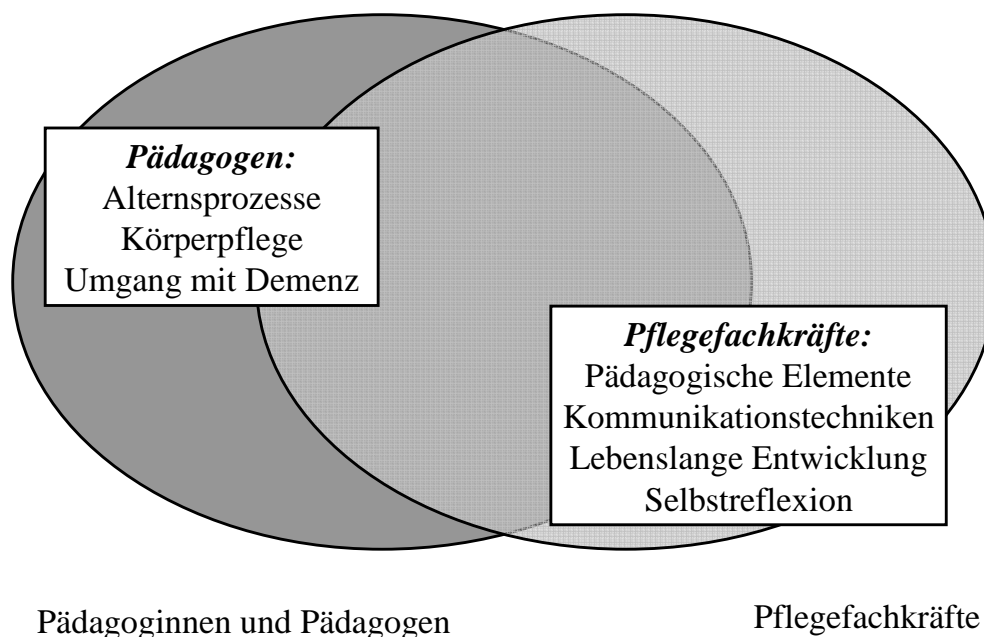 Pädagogen:
Alternsprozesse
Körperpflege
Umgang mit Demenz
Pflegefachkräfte:
Pädagogische Elemente
Kommunikationstechniken
Lebenslange Entwicklung
Selbstreflexion
Pädagoginnen und Pädagogen
Pflegefachkräfte